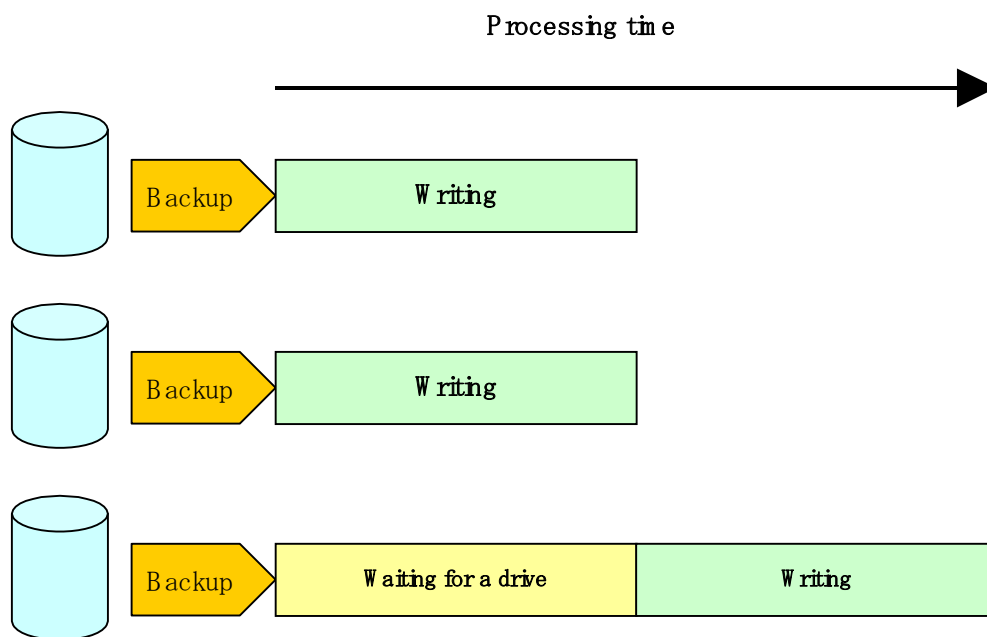 Processing time
Backup
Writing
Backup
Writing
Backup
Waiting for a drive
Writing